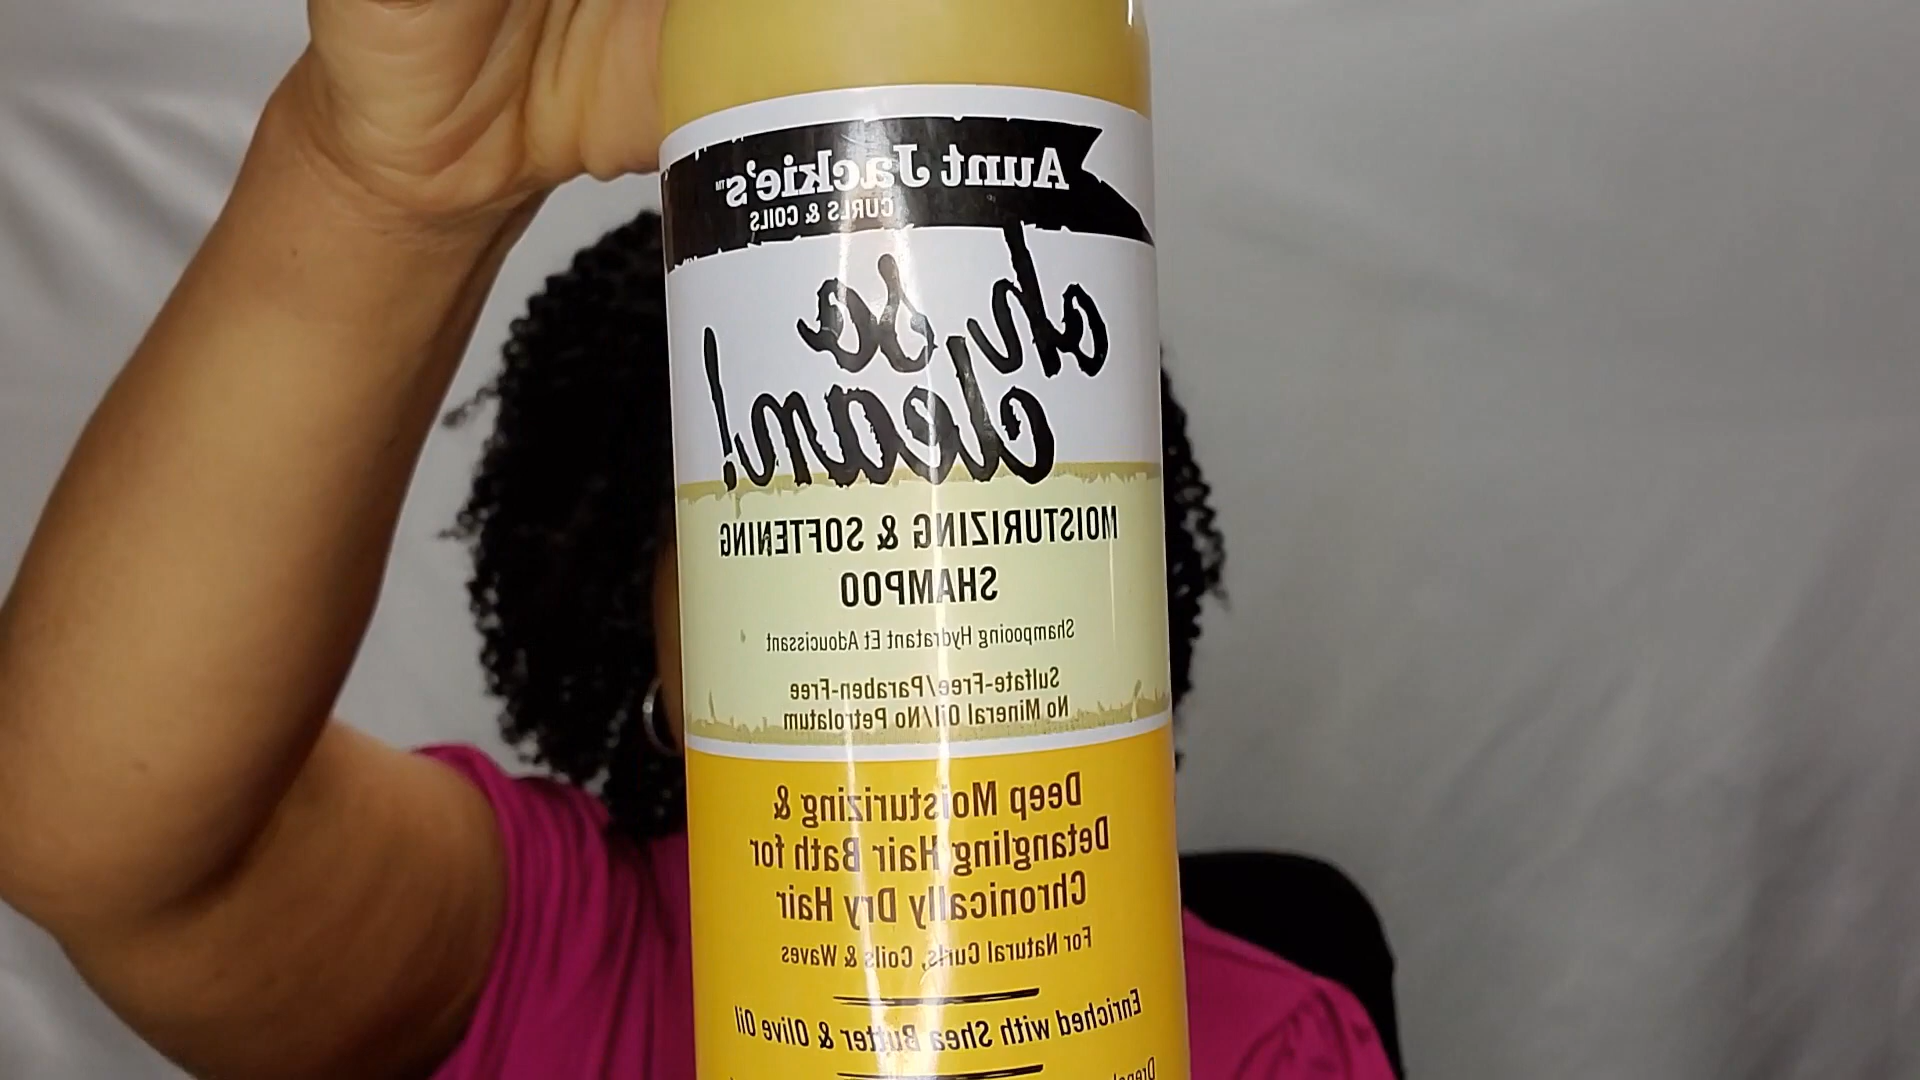 Aunt Jackie's™
CURLS & COILS
oh so
clean!
MOISTURIZING & SOFTENING
SHAMPOO
Shampooing Hydratant Et Adoucissant
Sulfate-Free/Paraben-Free
No Mineral Oil/No Petrolatum
Deep Moisturizing &
Detangling Hair Bath for
Chronically Dry Hair
For Natural Curls, Coils & Waves
Enriched with Shea Butter & Olive Oil